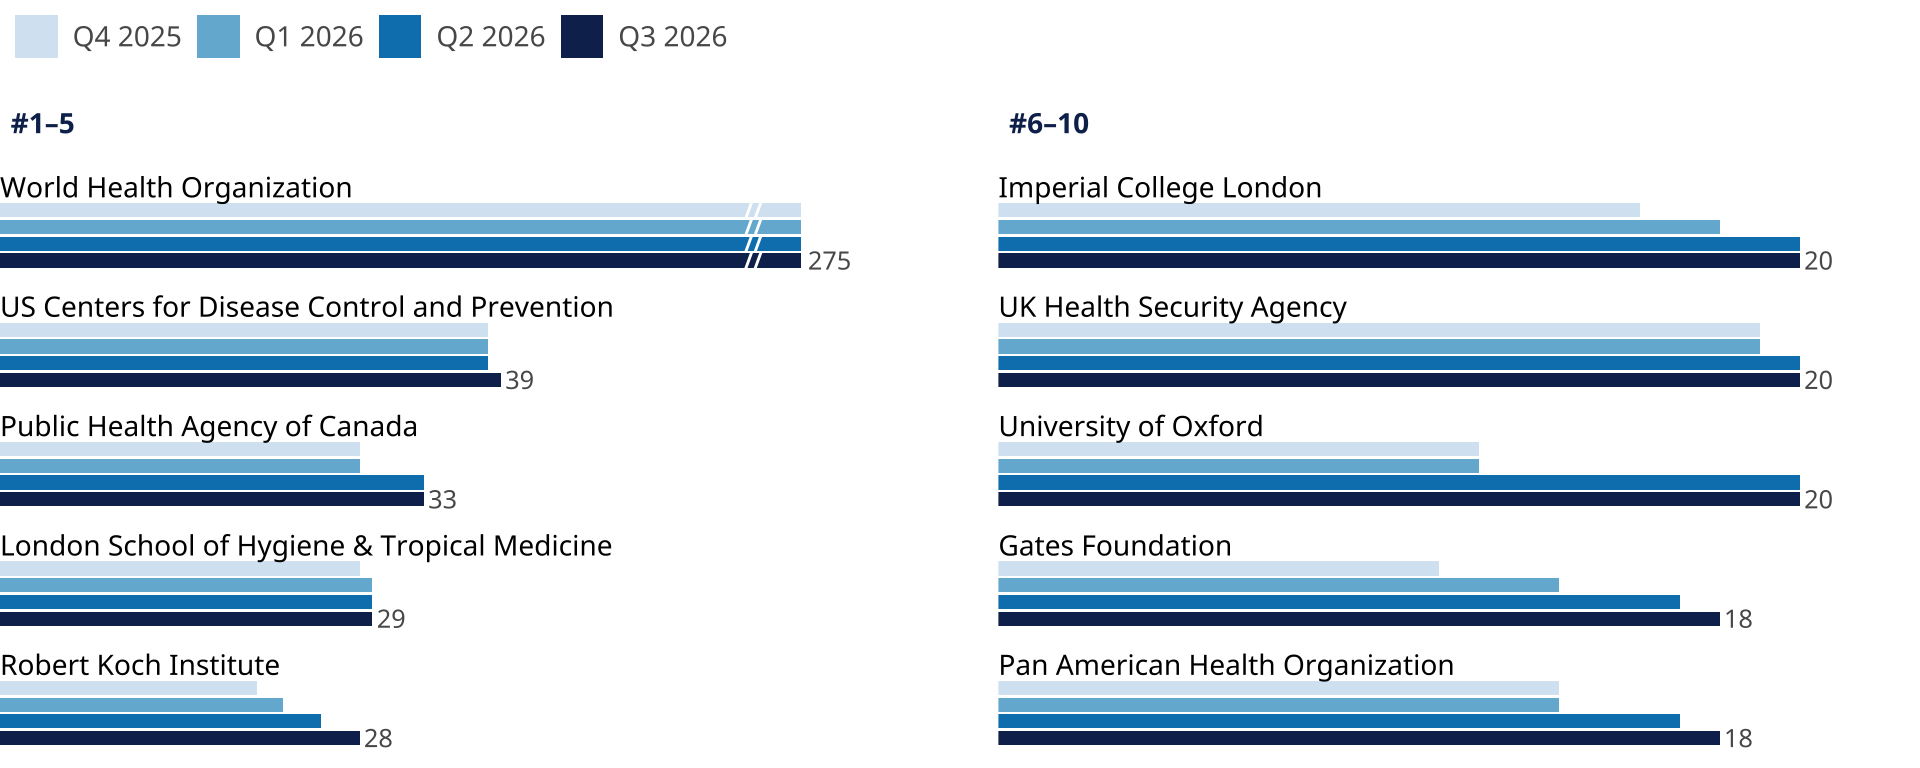 Q4 2025 Q1 2026 Q2 2026 Q3 2026
#1–5
World Health Organization
275
US Centers for Disease Control and Prevention
39
Public Health Agency of Canada
33
London School of Hygiene & Tropical Medicine
29
Robert Koch Institute
28
#6–10
Imperial College London
20
UK Health Security Agency
20
University of Oxford
20
Gates Foundation
18
Pan American Health Organization
18